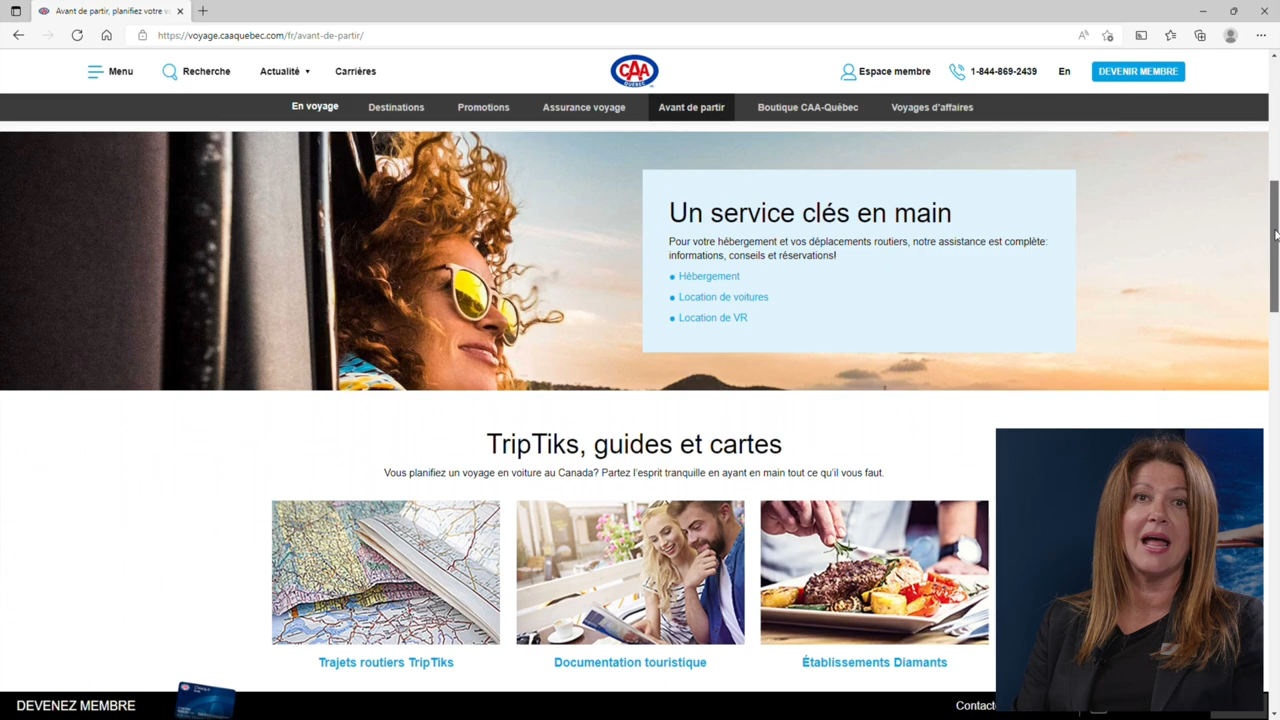 Avant de partir, planifiez votre v
https://voyage.caaquebec.com/fr/avant-de-partir/
Menu
Recherche
Actualité
Carrières
CAA
QUÉBEC
Espace membre
1-844-869-2439
En
DEVENIR MEMBRE
En voyage
Destinations
Promotions
Assurance voyage
Avant de partir
Boutique CAA-Québec
Voyages d'affaires
Un service clés en main
Pour votre hébergement et vos déplacements routiers, notre assistance est complète:
informations, conseils et réservations!
• Hébergement
• Location de voitures
• Location de VR
TripTiks, guides et cartes
Vous planifiez un voyage en voiture au Canada? Partez l'esprit tranquille en ayant en main tout ce qu'il vous faut.
Trajets routiers TripTiks
Documentation touristique
Établissements Diamants
DEVENEZ MEMBRE
Contact